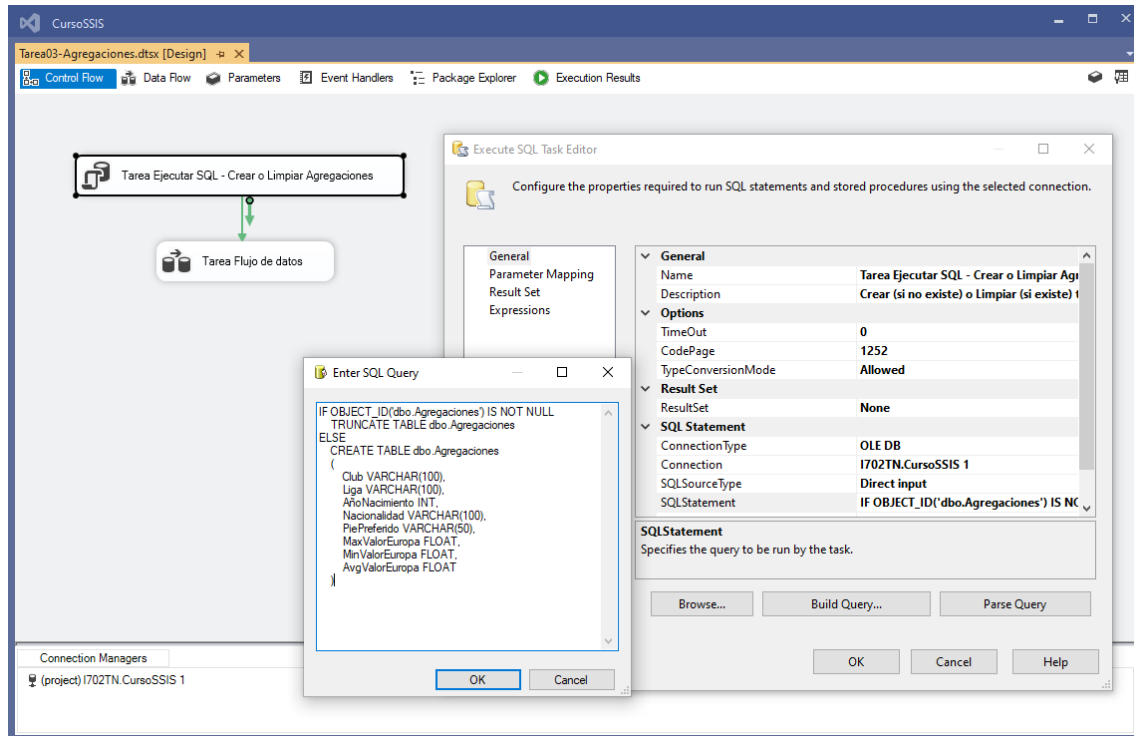 CursoSSIS
Tarea03-Agregaciones.dtsx [Design]
Control Flow Data Flow Parameters Event Handlers Package Explorer Execution Results
Tarea Ejecutar SQL - Crear o Limpiar Agregaciones
Tarea Flujo de datos
Execute SQL Task Editor
Configure the properties required to run SQL statements and stored procedures using the selected connection.
General
Parameter Mapping
Result Set
Expressions
General
Name Tarea Ejecutar SQL - Crear o Limpiar Agr
Description Crear (si no existe) o Limpiar (si existe) t
Options
TimeOut 0
CodePage 1252
TypeConversionMode Allowed
Result Set
ResultSet None
SQL Statement
ConnectionType OLE DB
Connection I702TN.CursoSSIS 1
SQLSourceType Direct input
SQLStatement IF OBJECT_ID('dbo.Agregaciones') IS NO
SQLStatement
Specifies the query to be run by the task.
Browse... Build Query... Parse Query
OK Cancel Help
Enter SQL Query
IF OBJECT_ID('dbo.Agregaciones') IS NOT NULL
TRUNCATE TABLE dbo.Agregaciones
ELSE
CREATE TABLE dbo.Agregaciones
(
Club VARCHAR(100),
Liga VARCHAR(100),
AñoNacimiento INT,
Nacionalidad VARCHAR(100),
PiePreferido VARCHAR(50),
MaxValorEuropa FLOAT,
MinValorEuropa FLOAT,
AvgValorEuropa FLOAT
)
OK Cancel
Connection Managers
(project) I702TN.CursoSSIS 1